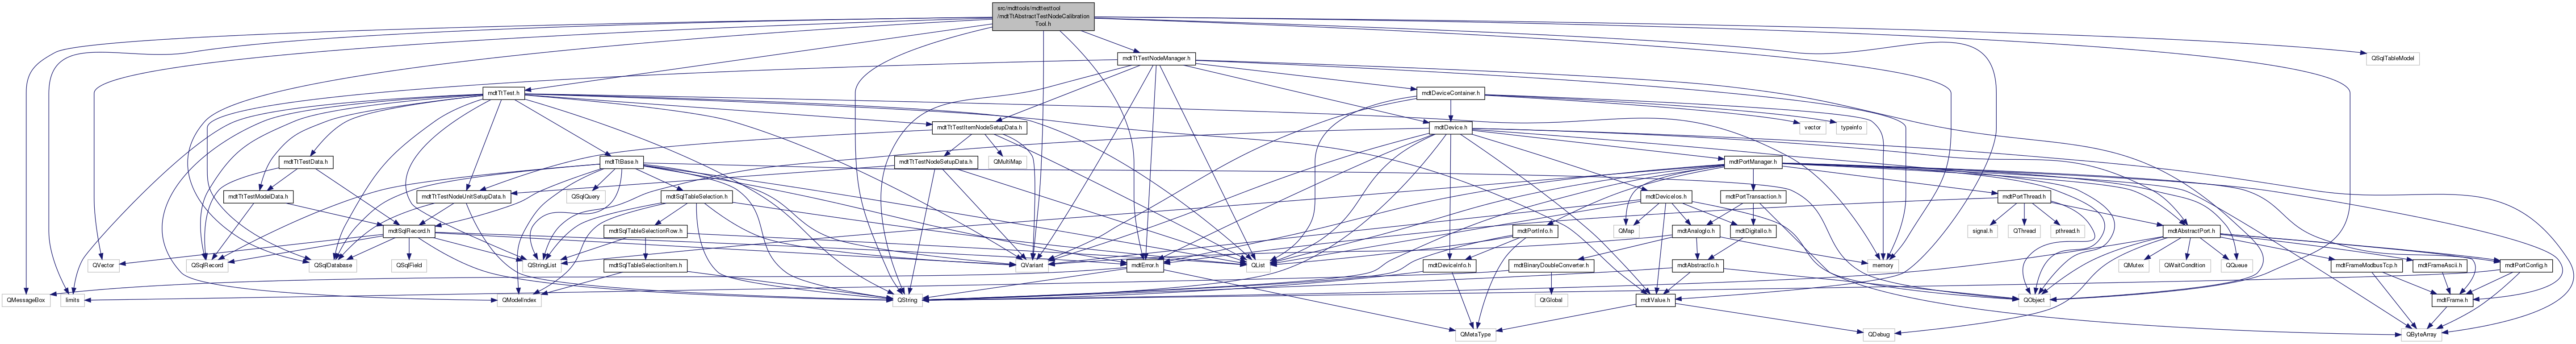 src/mdttools/mdttesttool
/mdtTtAbstractTestNodeCalibration
Tool.h
mdtTtTestNodeManager.h
QSqlTableModel
mdtTtTest.h
mdtDeviceContainer.h
mdtTtTestItemNodeSetupData.h
mdtDevice.h
vector
typeinfo
mdtTtTestData.h
mdtTtBase.h
mdtTtTestNodeSetupData.h
QMultiMap
mdtPortManager.h
mdtTtTestModelData.h
mdtTtTestNodeUnitSetupData.h
QSqlQuery
mdtSqlTableSelection.h
mdtDeviceIos.h
mdtPortTransaction.h
mdtPortThread.h
mdtSqlRecord.h
mdtSqlTableSelectionRow.h
QMap
mdtPortInfo.h
mdtAnalogIo.h
mdtDigitalIo.h
signal.h
QThread
pthread.h
mdtAbstractPort.h
QVector
QSqlRecord
QSqlDatabase
QSqlField
QStringList
mdtSqlTableSelectionItem.h
QVariant
mdtError.h
QList
mdtDeviceInfo.h
mdtBinaryDoubleConverter.h
mdtAbstractIo.h
memory
QMutex
QWaitCondition
QQueue
mdtFrameModbusTcp.h
mdtFrameAscii.h
mdtPortConfig.h
QMessageBox
limits
QModelIndex
QString
QtGlobal
mdtValue.h
QObject
mdtFrame.h
QMetaType
QDebug
QByteArray